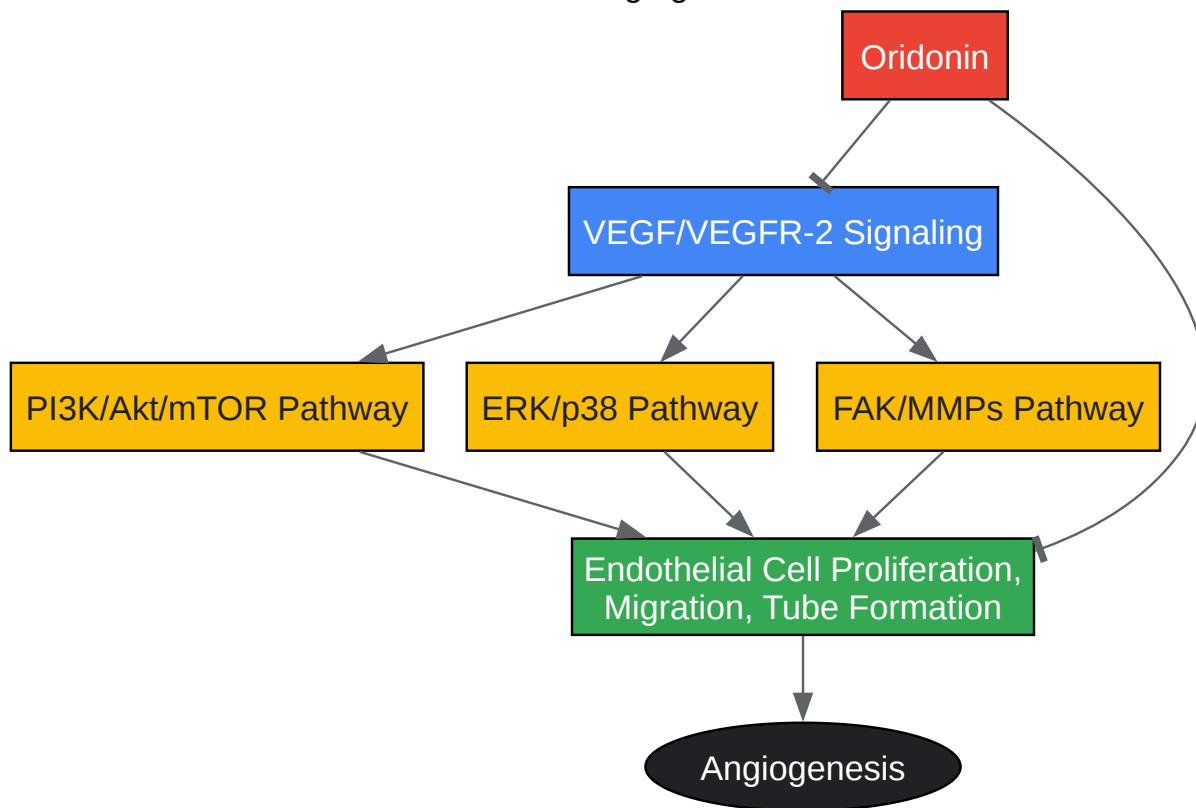 Oridonin
VEGF/VEGFR-2 Signaling
PI3K/Akt/mTOR Pathway
ERK/p38 Pathway
FAK/MMPs Pathway
Endothelial Cell Proliferation,
Migration, Tube Formation
Angiogenesis